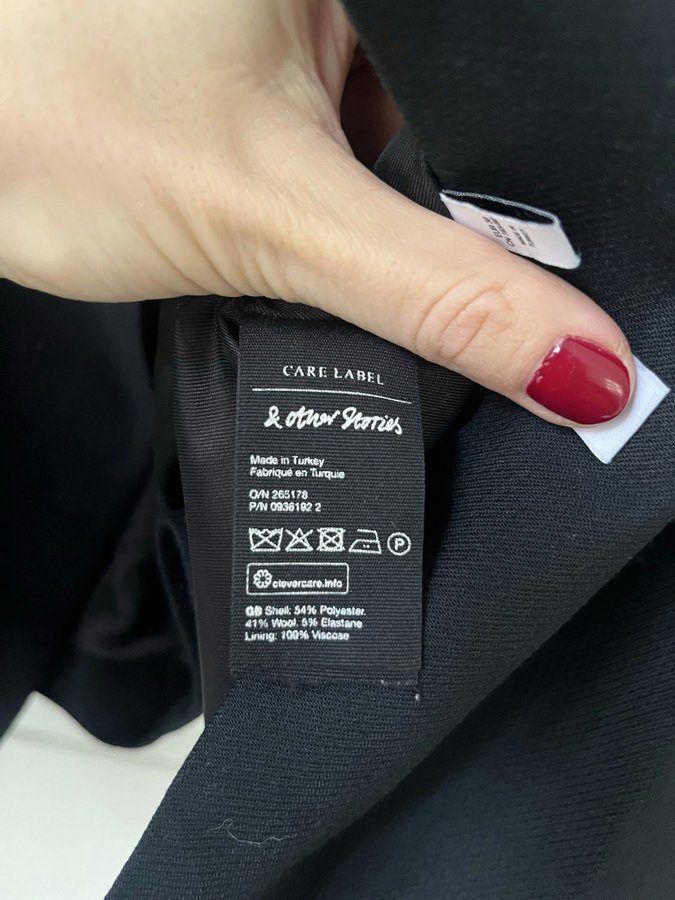 CARE LABEL
& other Stories
Made in Turkey
Fabriqué en Turquie
O/N 265178
P/N 0936192 2
P
clevercare.info
GB Shell: 54% Polyester.
41% Wool. 5% Elastane
Lining: 100% Viscose